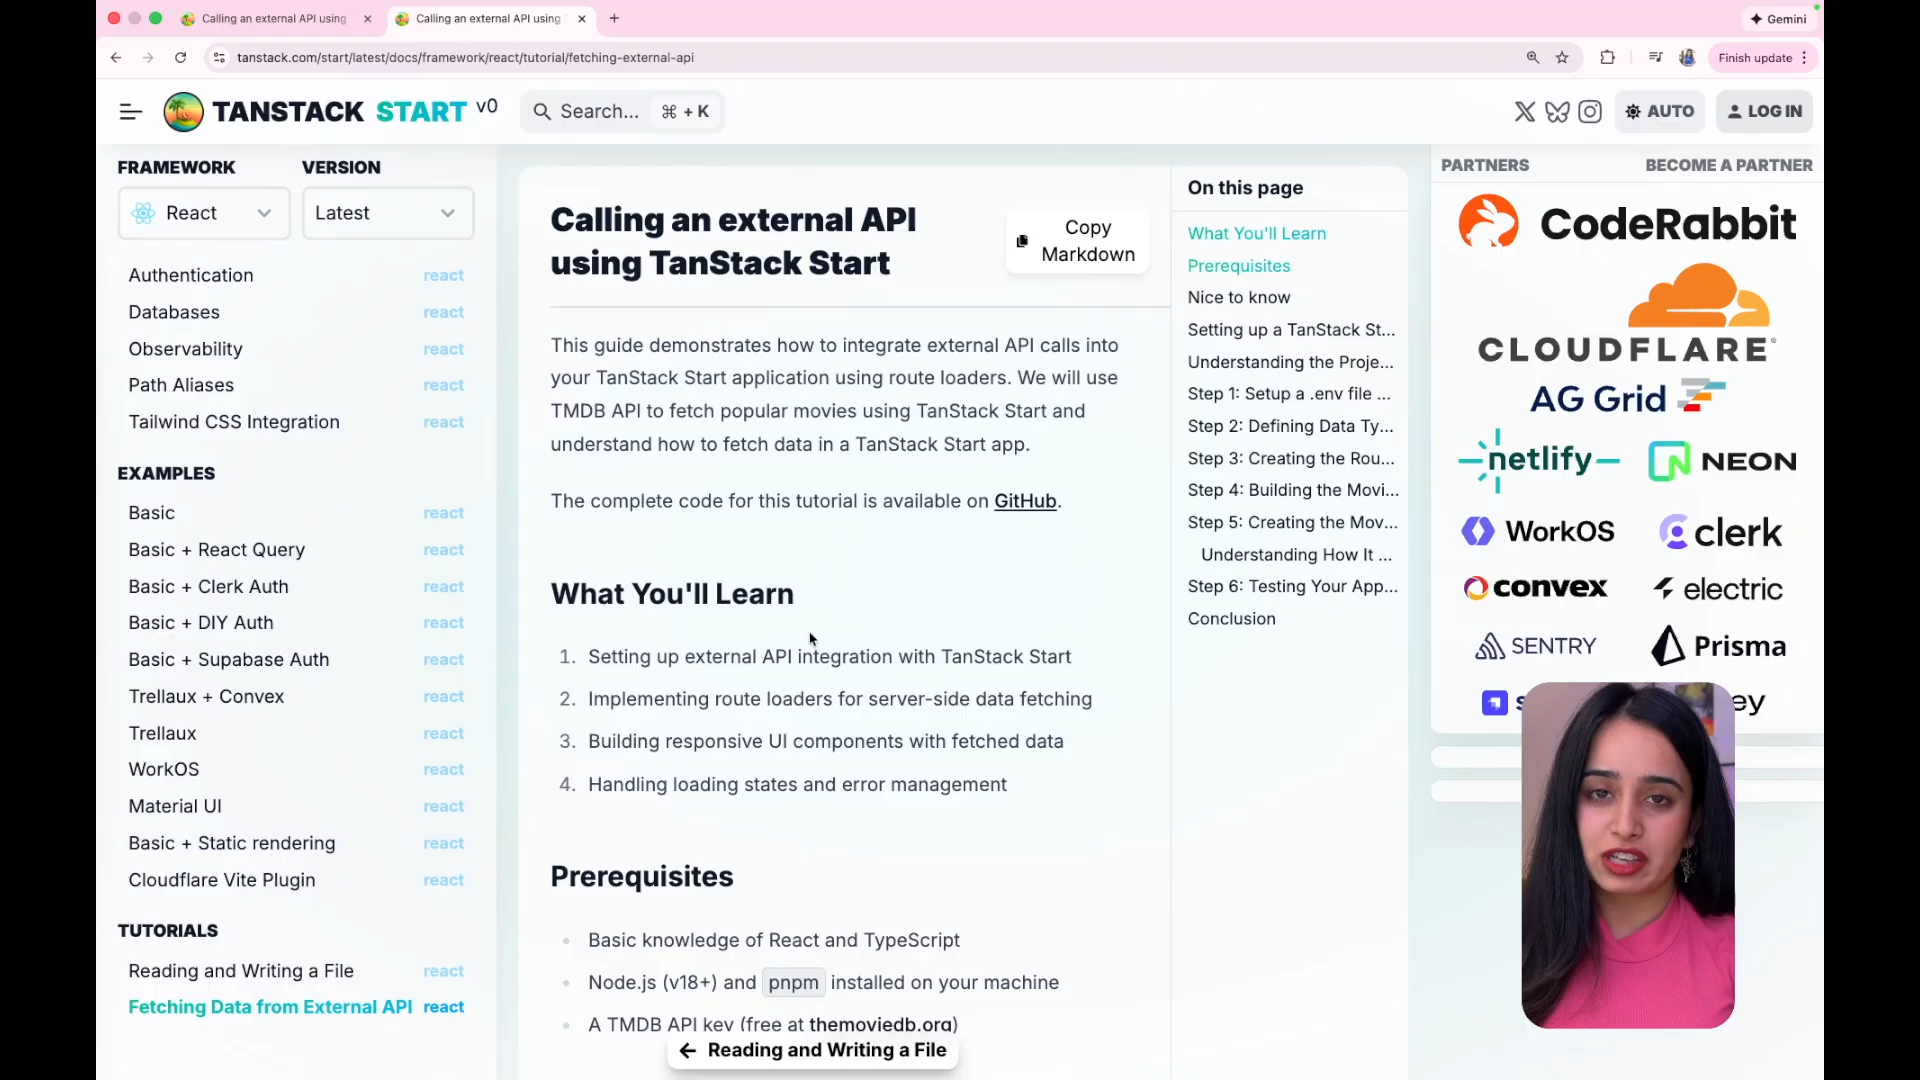 Calling an external API using
Calling an external API using
Gemini
tanstack.com/start/latest/docs/framework/react/tutorial/fetching-external-api
Finish update
TANSTACK START v0
Search... ⌘ + K
AUTO
LOG IN
FRAMEWORK
VERSION
React
Latest
Authentication react
Databases react
Observability react
Path Aliases react
Tailwind CSS Integration react
EXAMPLES
Basic react
Basic + React Query react
Basic + Clerk Auth react
Basic + DIY Auth react
Basic + Supabase Auth react
Trellaux + Convex react
Trellaux react
WorkOS react
Material UI react
Basic + Static rendering react
Cloudflare Vite Plugin react
TUTORIALS
Reading and Writing a File react
Fetching Data from External API react
Calling an external API
using TanStack Start
Copy
Markdown
This guide demonstrates how to integrate external API calls into
your TanStack Start application using route loaders. We will use
TMDB API to fetch popular movies using TanStack Start and
understand how to fetch data in a TanStack Start app.
The complete code for this tutorial is available on GitHub.
What You'll Learn
1. Setting up external API integration with TanStack Start
2. Implementing route loaders for server-side data fetching
3. Building responsive UI components with fetched data
4. Handling loading states and error management
Prerequisites
Basic knowledge of React and TypeScript
Node.js (v18+) and pnpm installed on your machine
A TMDB API key (free at themoviedb.org)
← Reading and Writing a File
On this page
What You'll Learn
Prerequisites
Nice to know
Setting up a TanStack St...
Understanding the Proje...
Step 1: Setup a .env file ...
Step 2: Defining Data Ty...
Step 3: Creating the Rou...
Step 4: Building the Movi...
Step 5: Creating the Mov...
Understanding How It ...
Step 6: Testing Your App...
Conclusion
PARTNERS
BECOME A PARTNER
CodeRabbit
CLOUDFLARE
AG Grid
netlify
NEON
WorkOS
clerk
convex
electric
SENTRY
Prisma